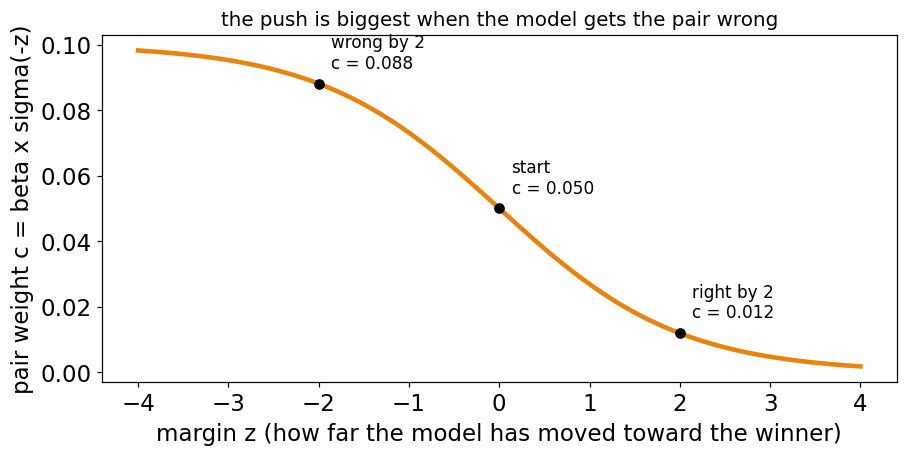 the push is biggest when the model gets the pair wrong
pair weight c = beta x sigma(-z)
0.10
0.08
0.06
0.04
0.02
0.00
wrong by 2
c = 0.088
start
c = 0.050
right by 2
c = 0.012
−4
−3
−2
−1
0
1
2
3
4
margin z (how far the model has moved toward the winner)